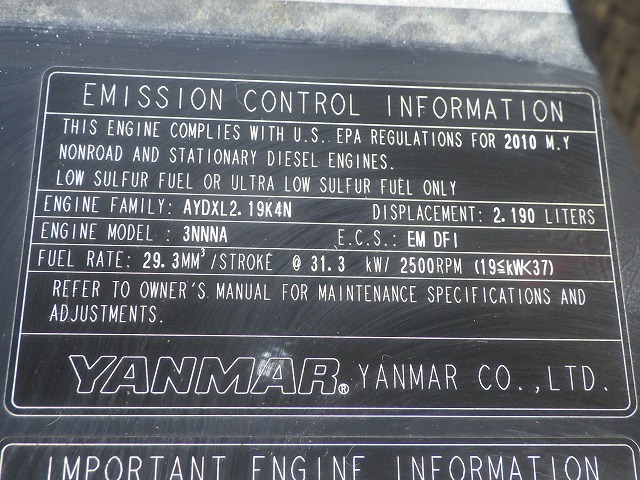 EMISSION CONTROL INFORMATION
THIS ENGINE COMPLIES WITH U.S. EPA REGULATIONS FOR 2010 M.Y
NONROAD AND STATIONARY DIESEL ENGINES.
LOW SULFUR FUEL OR ULTRA LOW SULFUR FUEL ONLY
ENGINE FAMILY: AYDXL2.19K4N DISPLACEMENT: 2.190 LITERS
ENGINE MODEL : 3NNNA E.C.S.: EM DFI
FUEL RATE: 29.3MM³/STROKE @ 31.3 kW/ 2500RPM (19≦kW<37)
REFER TO OWNER'S MANUAL FOR MAINTENANCE SPECIFICATIONS AND
ADJUSTMENTS.
YANMAR® YANMAR CO.,LTD.
IMPORTANT ENGINE INFORMATION